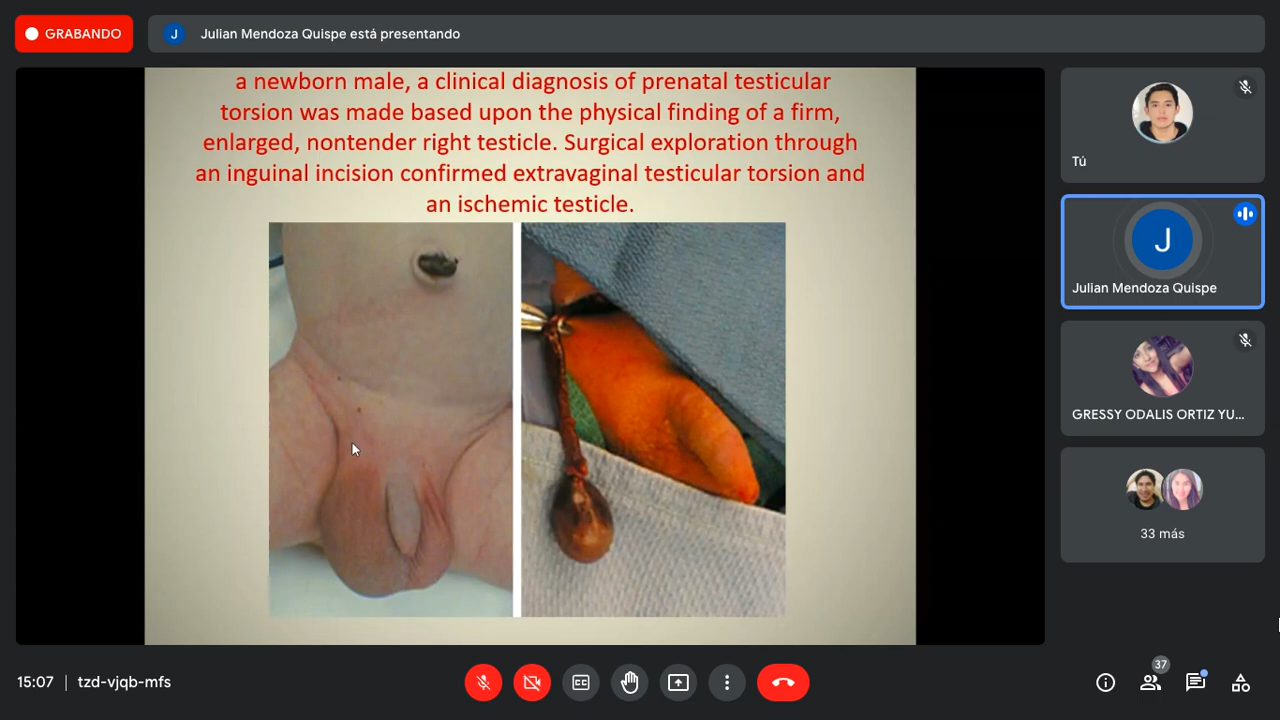 GRABANDO
J
Julian Mendoza Quispe está presentando
a newborn male, a clinical diagnosis of prenatal testicular
torsion was made based upon the physical finding of a firm,
enlarged, nontender right testicle. Surgical exploration through
an inguinal incision confirmed extravaginal testicular torsion and
an ischemic testicle.
Tú
J
Julian Mendoza Quispe
GRESSY ODALIS ORTIZ YU...
33 más
15:07 | tzd-vjqb-mfs
CC
37